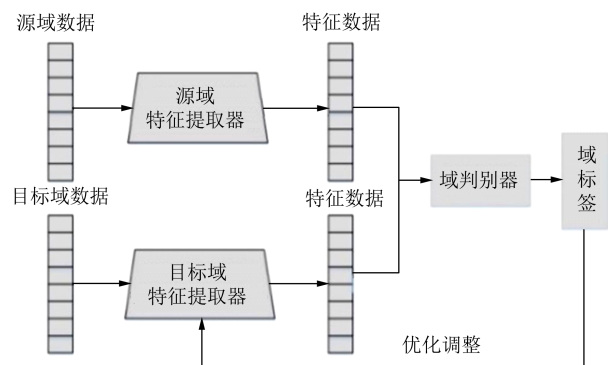 源域数据
特征数据
源域
特征提取器
目标域数据
特征数据
域判别器
域
标
签
目标域
特征提取器
优化调整